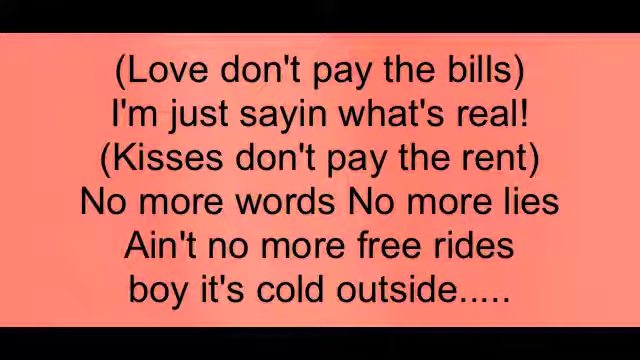 (Love don't pay the bills)
I'm just sayin what's real!
(Kisses don't pay the rent)
No more words No more lies
Ain't no more free rides
boy it's cold outside.....